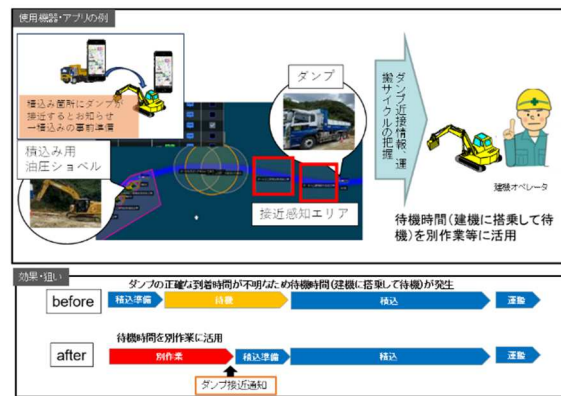 使用機器・アプリの例
積込み箇所にダンプが
接近するとお知らせ
→積込みの事前準備
積込み用
油圧ショベル
ダンプ
接近感知エリア
ダンプ近接情報、運
搬サイクルの把握
建機オペレータ
待機時間(建機に搭乗して待
機)を別作業等に活用
効果・狙い
ダンプの正確な到着時間が不明なため待機時間(建機に搭乗して待機)が発生
before
積込準備
待機
積込
運搬
待機時間を別作業に活用
after
別作業
積込準備
積込
運搬
ダンプ接近通知